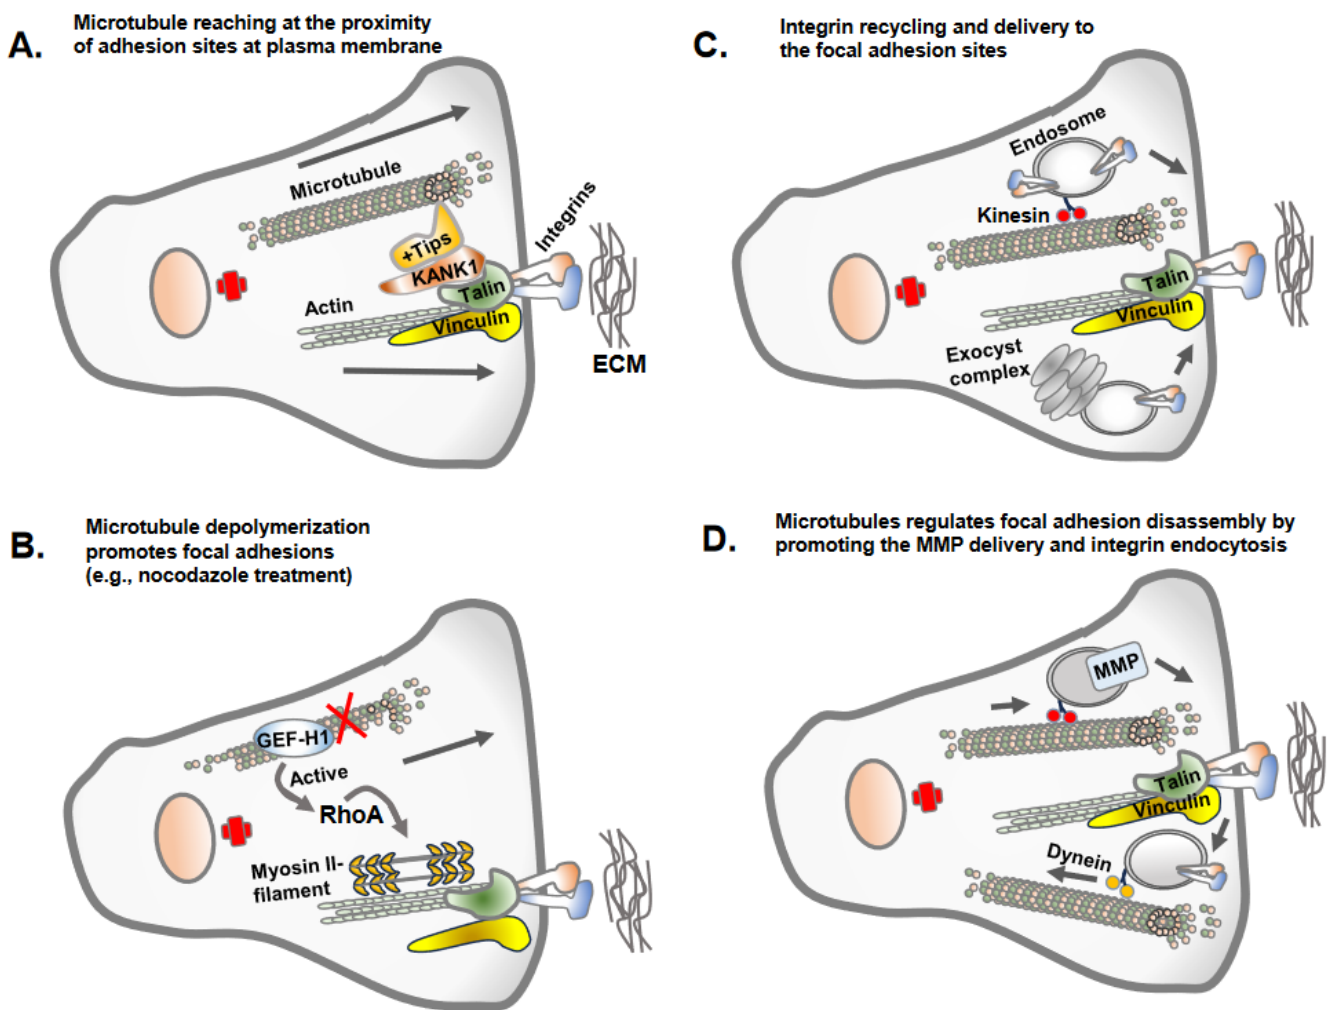 A.
Microtubule reaching at the proximity
of adhesion sites at plasma membrane
Microtubule
+Tips
KANK1
Integrins
Talin
Actin
Vinculin
ECM
B.
Microtubule depolymerization
promotes focal adhesions
(e.g., nocodazole treatment)
GEF-H1
Active
RhoA
Myosin II-
filament
C.
Integrin recycling and delivery to
the focal adhesion sites
Endosome
Kinesin
Talin
Vinculin
Exocyst
complex
D.
Microtubules regulates focal adhesion disassembly by
promoting the MMP delivery and integrin endocytosis
MMP
Talin
Vinculin
Dynein